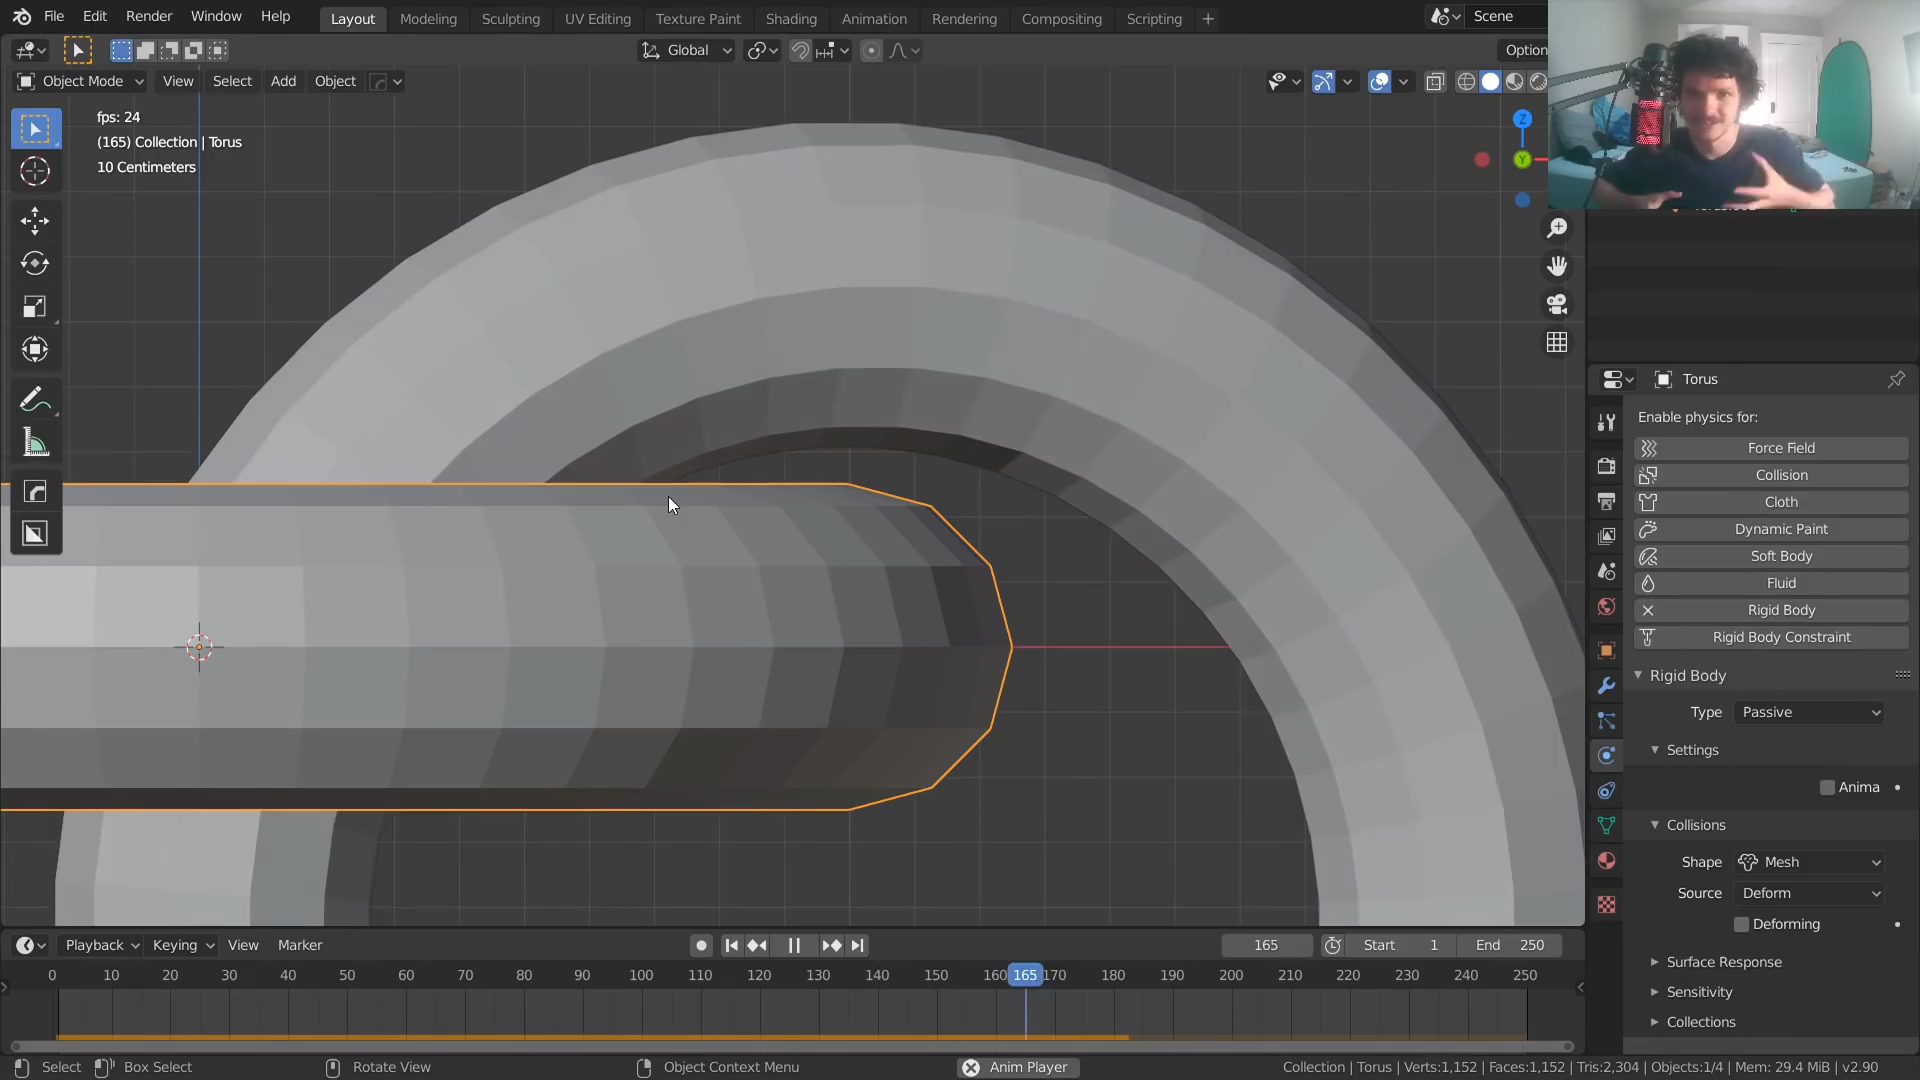 File Edit Render Window Help
Layout Modeling Sculpting UV Editing Texture Paint Shading Animation Rendering Compositing Scripting +
Scene
Global
Option
Object Mode View Select Add Object
fps: 24
(165) Collection | Torus
10 Centimeters
Z
Y
Torus
Enable physics for:
Force Field
Collision
Cloth
Dynamic Paint
Soft Body
Fluid
Rigid Body
Rigid Body Constraint
Rigid Body
Type Passive
Settings
Anima
Collisions
Shape Mesh
Source Deform
Deforming
Surface Response
Sensitivity
Collections
Playback Keying View Marker
165 Start 1 End 250
0 10 20 30 40 50 60 70 80 90 100 110 120 130 140 150 160 165 170 180 190 200 210 220 230 240 250
Select Box Select Rotate View Object Context Menu Anim Player Collection | Torus | Verts:1,152 | Faces:1,152 | Tris:2,304 | Objects:1/4 | Mem: 29.4 MiB | v2.90